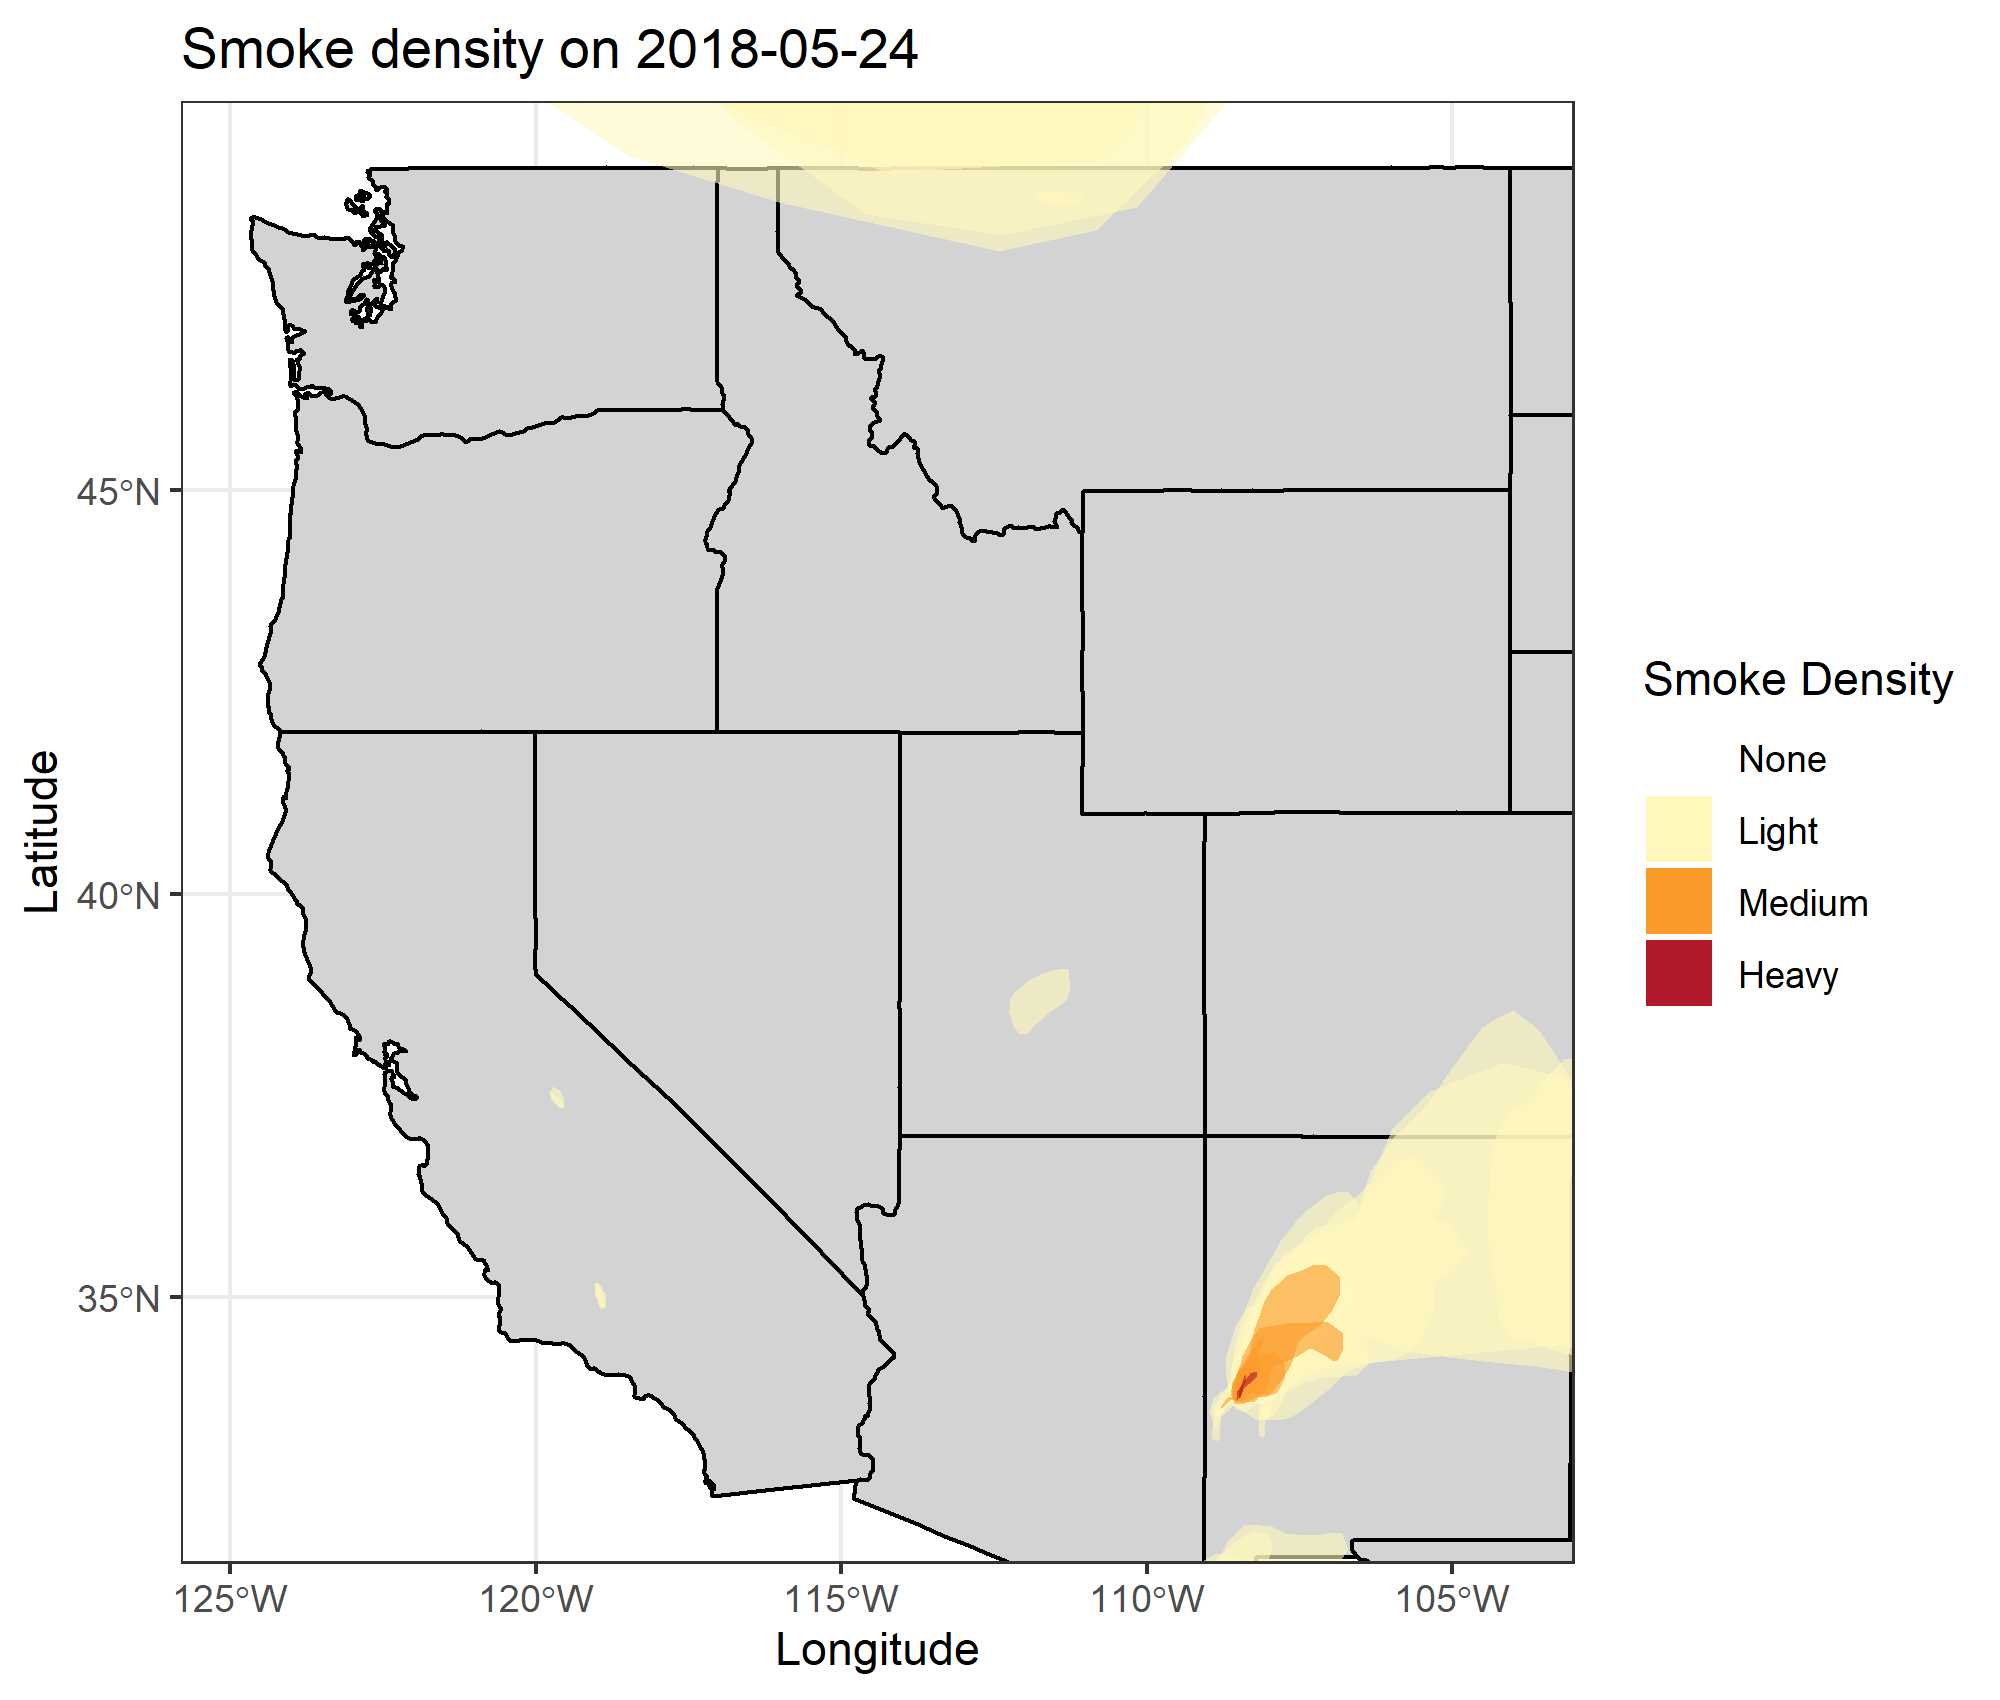 Smoke density on 2018-05-24
45°N
40°N
35°N
Latitude
125°W 120°W 115°W 110°W 105°W
Longitude
Smoke Density
None
Light
Medium
Heavy